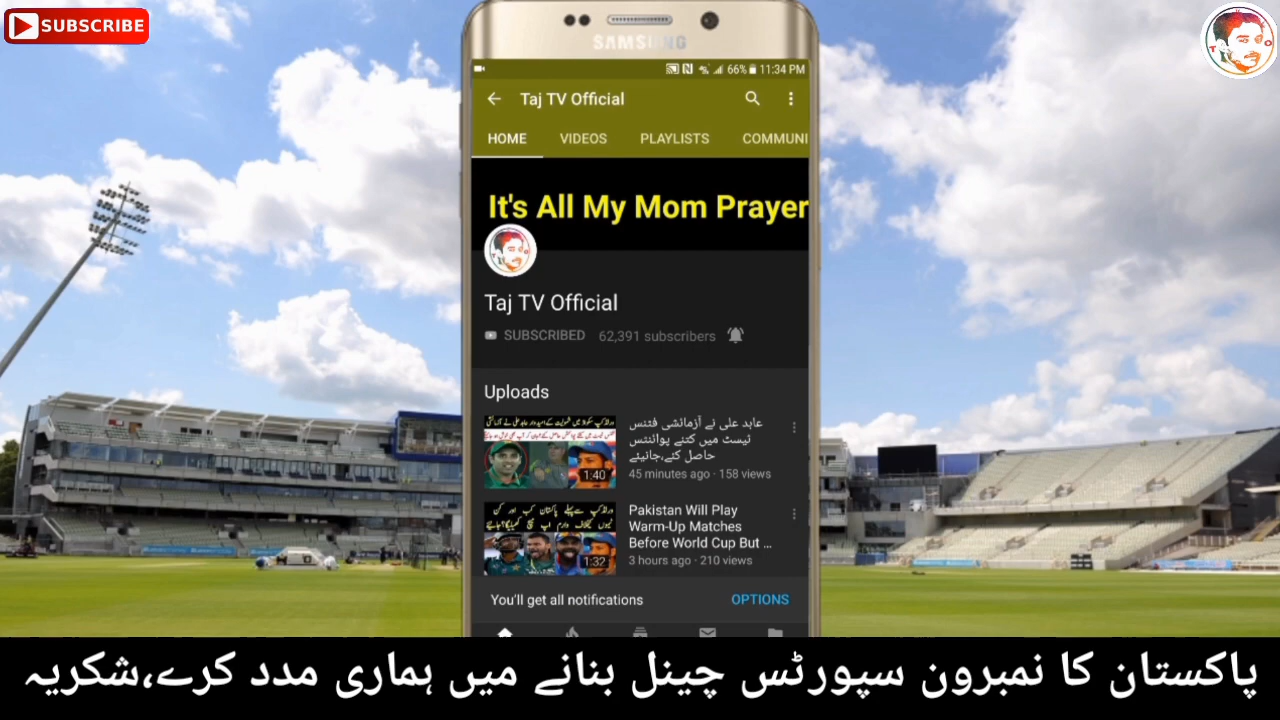 SUBSCRIBE
SAMSUNG
66% 11:34 PM
Taj TV Official
HOME VIDEOS PLAYLISTS COMMUNI
It's All My Mom Prayer
Taj TV Official
SUBSCRIBED 62,391 subscribers
Uploads
عابد علی نے آزمائشی فٹنس
ٹیسٹ میں کتنے پوائنٹس
حاصل کئے،جانیئے
45 minutes ago · 158 views
1:40
Pakistan Will Play
Warm-Up Matches
Before World Cup But ...
3 hours ago · 210 views
1:32
You'll get all notifications OPTIONS
پاکستان کا نمبرون سپورٹس چینل بنانے میں ہماری مدد کرے،شکریہ